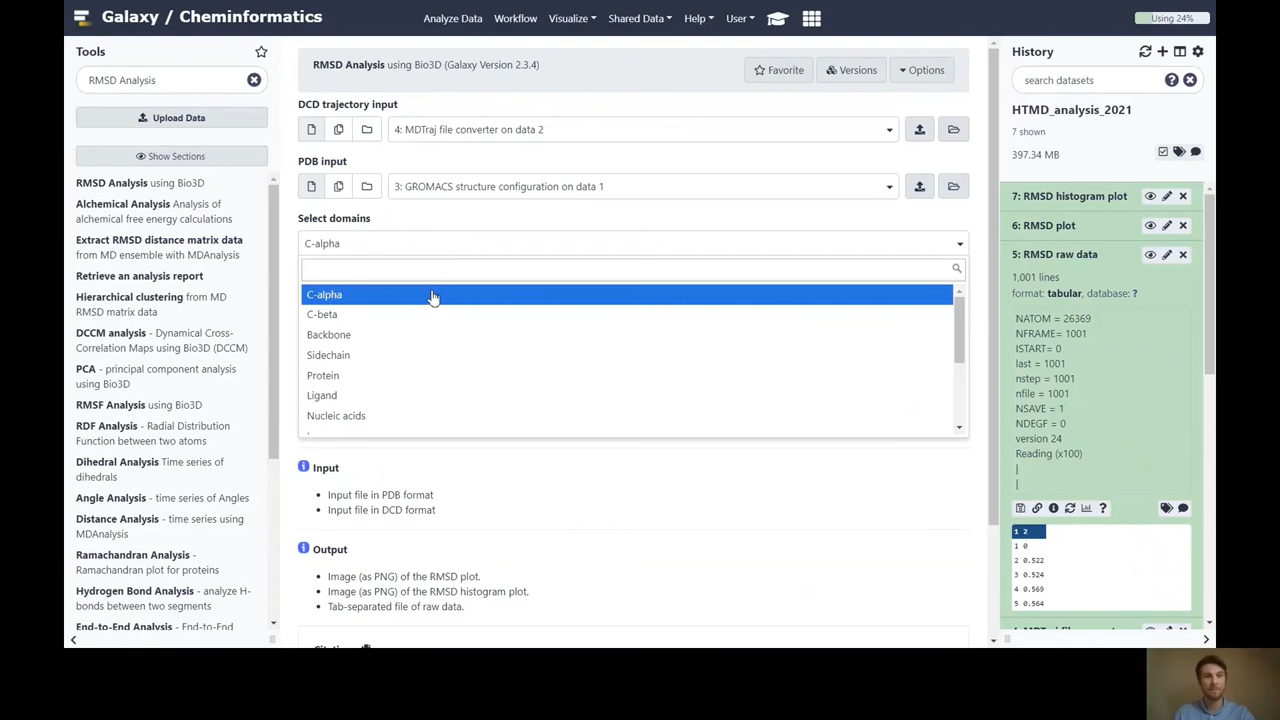 Galaxy / Cheminformatics
Analyze Data
Workflow
Visualize
Shared Data
Help
User
Using 24%
Tools
RMSD Analysis
Upload Data
Show Sections
RMSD Analysis using Bio3D
Alchemical Analysis Analysis of
alchemical free energy calculations
Extract RMSD distance matrix data
from MD ensemble with MDAnalysis
Retrieve an analysis report
Hierarchical clustering from MD
RMSD matrix data
DCCM analysis - Dynamical Cross-
Correlation Maps using Bio3D (DCCM)
PCA - principal component analysis
using Bio3D
RMSF Analysis using Bio3D
RDF Analysis - Radial Distribution
Function between two atoms
Dihedral Analysis Time series of
dihedrals
Angle Analysis - time series of Angles
Distance Analysis - time series using
MDAnalysis
Ramachandran Analysis -
Ramachandran plot for proteins
Hydrogen Bond Analysis - analyze H-
bonds between two segments
End-to-End Analysis - End-to-End
RMSD Analysis using Bio3D (Galaxy Version 2.3.4)
Favorite
Versions
Options
DCD trajectory input
4: MDTraj file converter on data 2
PDB input
3: GROMACS structure configuration on data 1
Select domains
C-alpha
C-alpha
C-beta
Backbone
Sidechain
Protein
Ligand
Nucleic acids
Input
• Input file in PDB format
• Input file in DCD format
Output
• Image (as PNG) of the RMSD plot.
• Image (as PNG) of the RMSD histogram plot.
• Tab-separated file of raw data.
History
search datasets
HTMD_analysis_2021
7 shown
397.34 MB
7: RMSD histogram plot
6: RMSD plot
5: RMSD raw data
1,001 lines
format: tabular, database: ?
NATOM = 26369
NFRAME= 1001
ISTART= 0
last = 1001
nstep = 1001
nfile = 1001
NSAVE = 1
NDEGF = 0
version 24
Reading (x100)
|
|
1 2
1 0
2 0.522
3 0.524
4 0.569
5 0.564